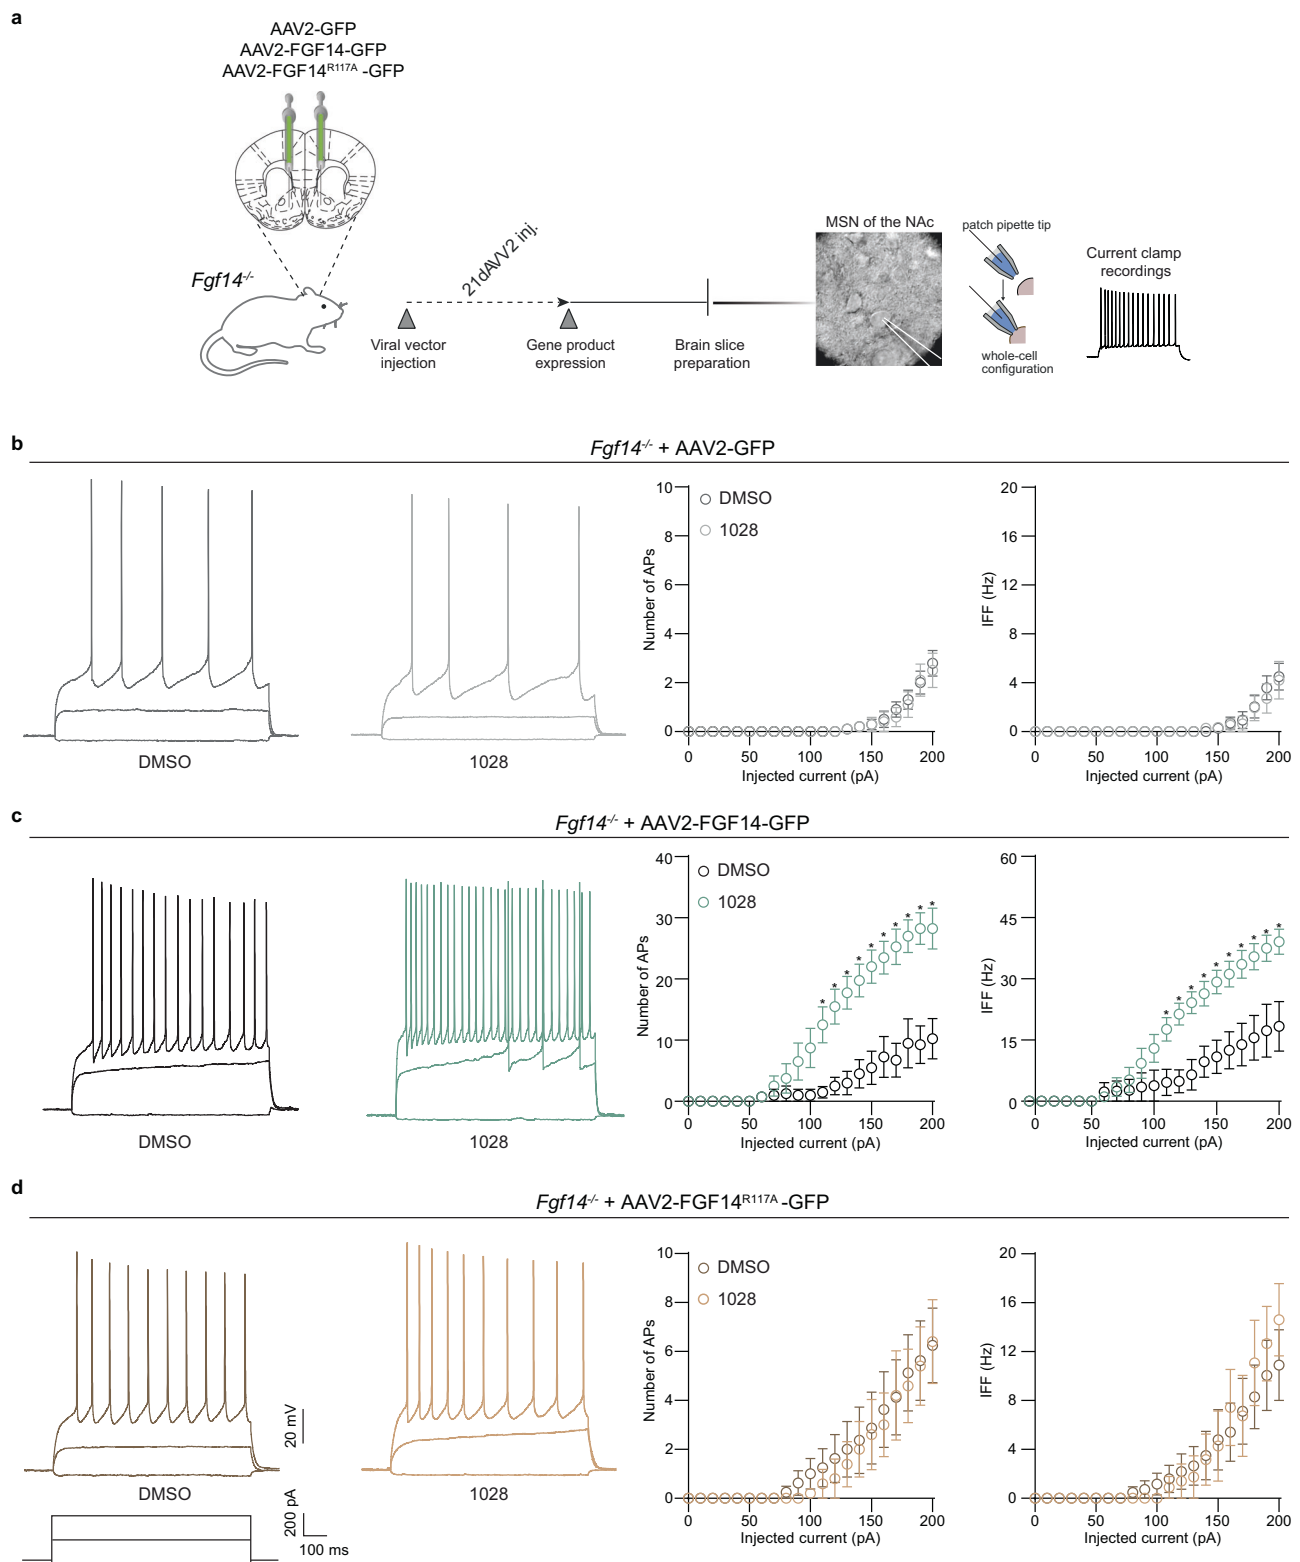 a
AAV2-GFP
AAV2-FGF14-GFP
AAV2-FGF14R117A -GFP
Fgf14-/-
21dAVV2 inj.
Viral vector
injection
Gene product
expression
Brain slice
preparation
MSN of the NAc
patch pipette tip
whole-cell
configuration
Current clamp
recordings
b
Fgf14-/- + AAV2-GFP
DMSO
1028
Number of APs
10
8
6
4
2
0
DMSO
1028
0 50 100 150 200
Injected current (pA)
IFF (Hz)
20
16
12
8
4
0
0 50 100 150 200
Injected current (pA)
c
Fgf14-/- + AAV2-FGF14-GFP
DMSO
1028
Number of APs
40
30
20
10
0
DMSO
1028
* * * * * * * * * *
0 50 100 150 200
Injected current (pA)
IFF (Hz)
60
45
30
15
0
* * * * * * * * * *
0 50 100 150 200
Injected current (pA)
d
Fgf14-/- + AAV2-FGF14R117A -GFP
20 mV
DMSO
200 pA
100 ms
1028
Number of APs
10
8
6
4
2
0
DMSO
1028
0 50 100 150 200
Injected current (pA)
IFF (Hz)
20
16
12
8
4
0
0 50 100 150 200
Injected current (pA)